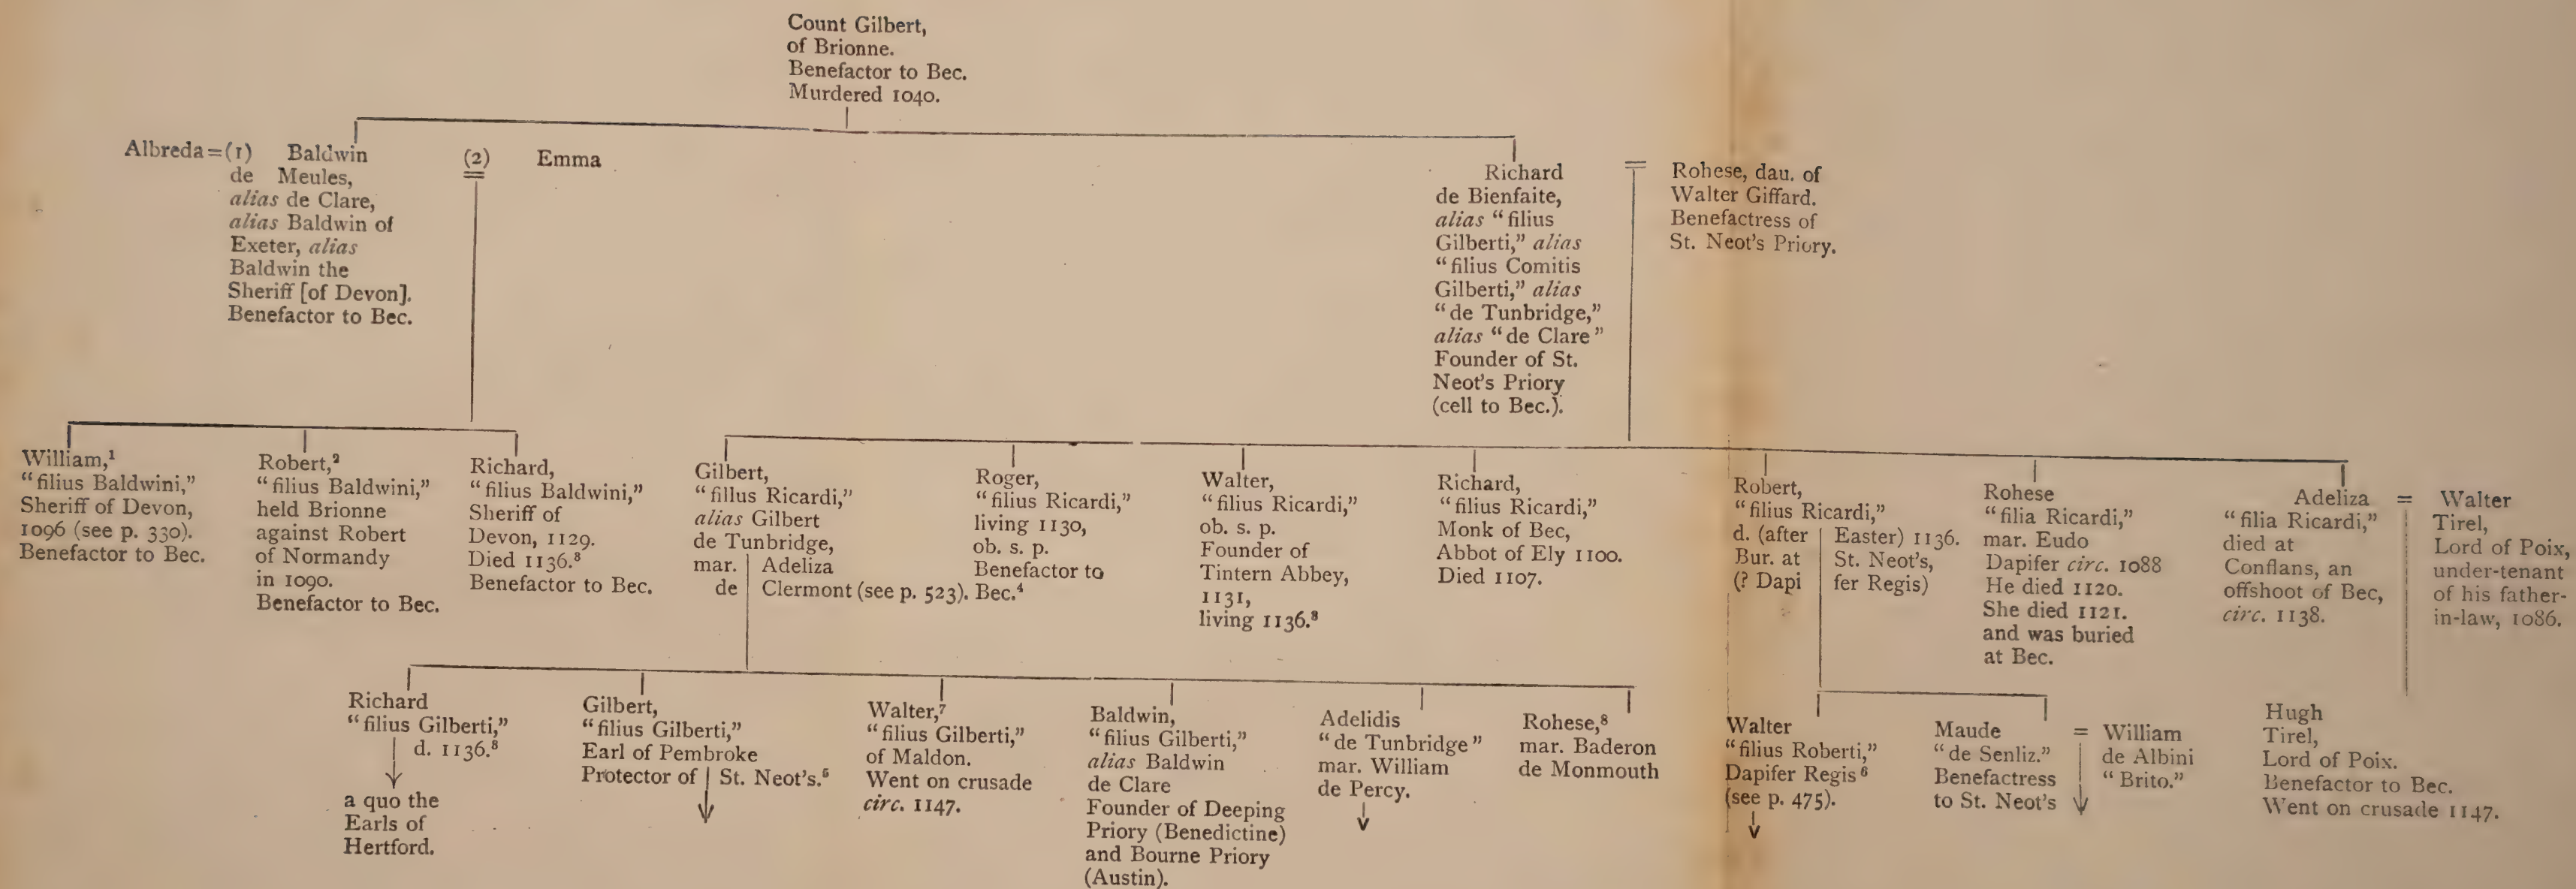 Count Gilbert,
of Brionne.
Benefactor to Bec.
Murdered 1040.
Albreda=(1) Baldwin
de Meules,
alias de Clare,
alias Baldwin of
Exeter, alias
Baldwin the
Sheriff [of Devon].
Benefactor to Bec.
(2) Emma
=
Richard
de Bienfaite,
alias “filius
Gilberti,” alias
“filius Comitis
Gilberti,” alias
“de Tunbridge,”
alias “de Clare”
Founder of St.
Neot's Priory
(cell to Bec.).
=
Rohese, dau. of
Walter Giffard.
Benefactress of
St. Neot's Priory.
William,¹
“filius Baldwini,”
Sheriff of Devon,
1096 (see p. 330).
Benefactor to Bec.
Robert,²
“filius Baldwini,”
held Brionne
against Robert
of Normandy
in 1090.
Benefactor to Bec.
Richard,
“filius Baldwini,”
Sheriff of
Devon, 1129.
Died 1136.³
Benefactor to Bec.
Gilbert,
“fillus Ricardi,”
alias Gilbert
de Tunbridge,
mar. Adeliza
de Clermont (see p. 523).
Roger,
“filius Ricardi,”
living 1130,
ob. s. p.
Benefactor to
Bec.⁴
Walter,
“filius Ricardi,”
ob. s. p.
Founder of
Tintern Abbey,
1131,
living 1136.³
Richard,
“filius Ricardi,”
Monk of Bec,
Abbot of Ely 1100.
Died 1107.
Robert,
“filius Ricardi,”
d. (after Easter) 1136.
Bur. at St. Neot's,
(? Dapi fer Regis)
Rohese
“filia Ricardi,”
mar. Eudo
Dapifer circ. 1088
He died 1120.
She died 1121.
and was buried
at Bec.
Adeliza
“filia Ricardi,”
died at
Conflans, an
offshoot of Bec,
circ. 1138.
=
Walter
Tirel,
Lord of Poix,
under-tenant
of his father-
in-law, 1086.
Richard
“filius Gilberti,”
d. 1136.³
a quo the
Earls of
Hertford.
Gilbert,
“filius Gilberti,”
Earl of Pembroke
Protector of St. Neot's.⁵
Walter,⁷
“filius Gilberti,”
of Maldon.
Went on crusade
circ. 1147.
Baldwin,
“filius Gilberti,”
alias Baldwin
de Clare
Founder of Deeping
Priory (Benedictine)
and Bourne Priory
(Austin).
Adelidis
“de Tunbridge”
mar. William
de Percy.
Rohese,⁸
mar. Baderon
de Monmouth
Walter
“filius Roberti,”
Dapifer Regis⁶
(see p. 475).
Maude
“de Senliz.”
Benefactress
to St. Neot's
=
William
de Albini
“Brito.”
Hugh
Tirel,
Lord of Poix.
Benefactor to Bec.
Went on crusade 1147.